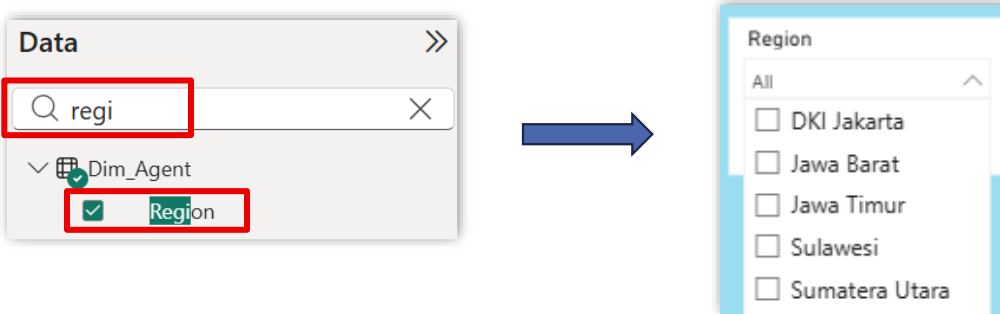 Data
regi
Dim_Agent
Region
Region
All
DKI Jakarta
Jawa Barat
Jawa Timur
Sulawesi
Sumatera Utara